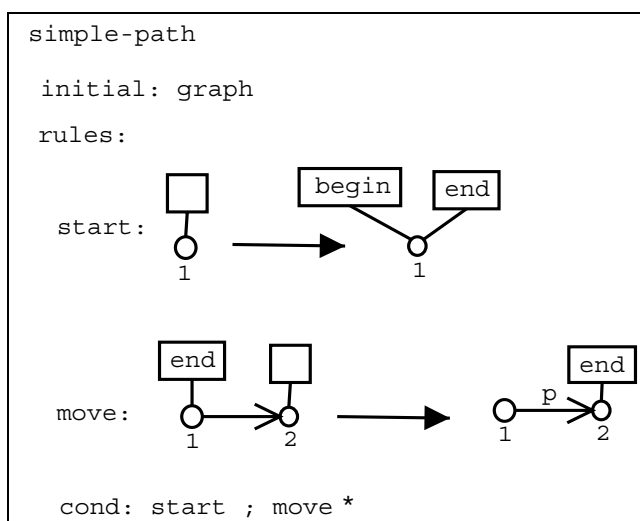 simple-path
initial: graph
rules:
begin end
start:
1 1
end end
p
move:
1 2 1 2
cond: start ; move *